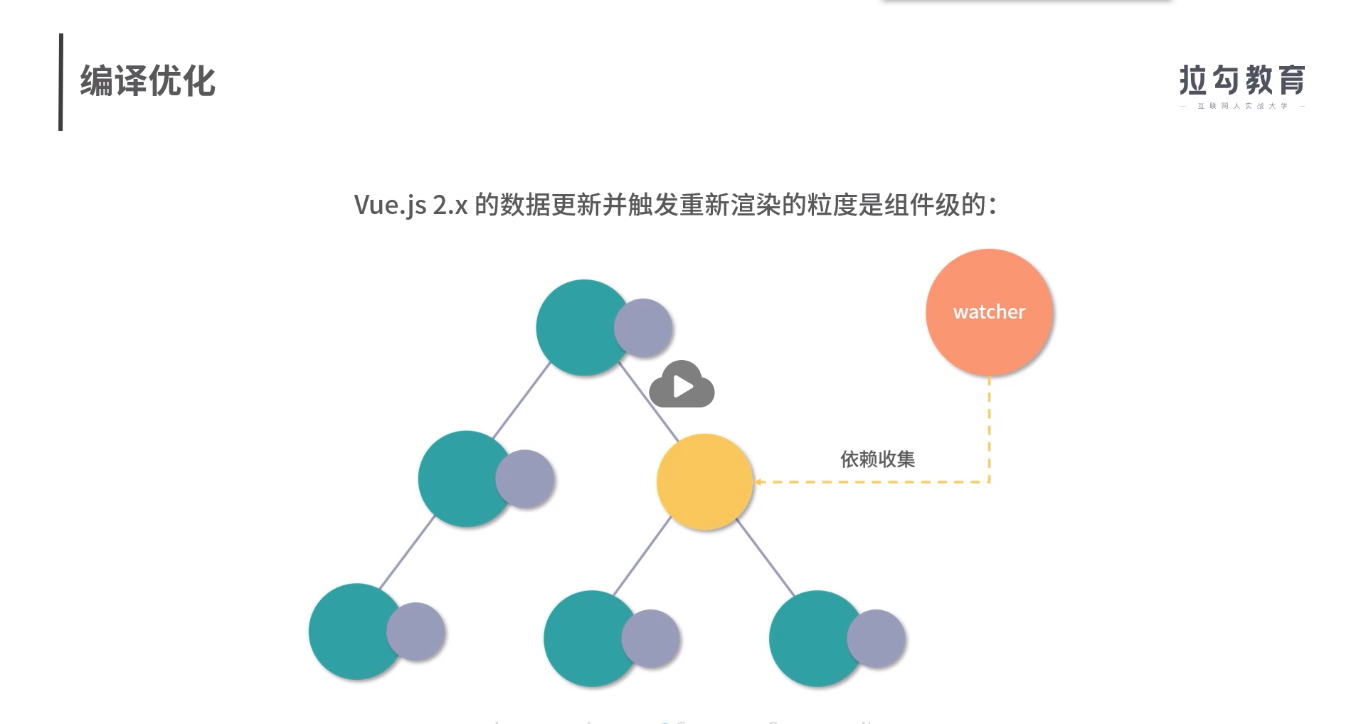 编译优化
拉勾教育
互联网人实战大学
Vue.js 2.x 的数据更新并触发重新渲染的粒度是组件级的：
watcher
依赖收集